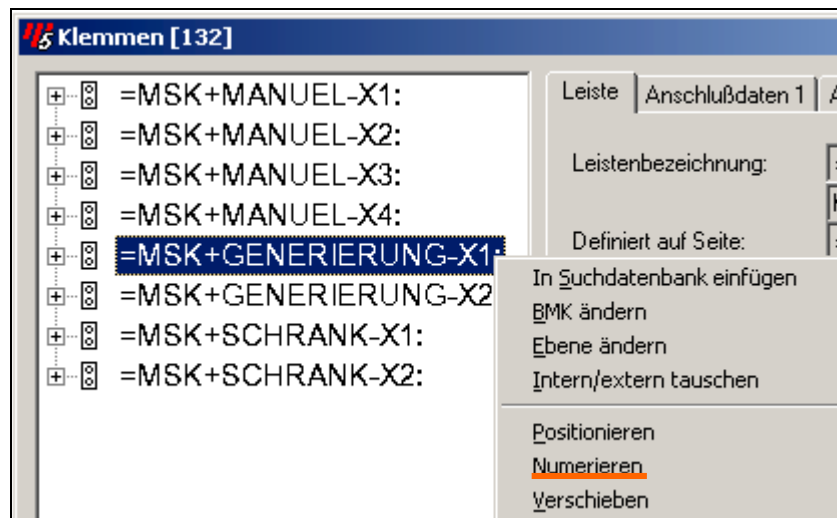 Klemmen [132]
=MSK+MANUEL-X1:
=MSK+MANUEL-X2:
=MSK+MANUEL-X3:
=MSK+MANUEL-X4:
=MSK+GENERIERUNG-X1:
=MSK+GENERIERUNG-X2
=MSK+SCHRANK-X1:
=MSK+SCHRANK-X2:
Leiste Anschlußdaten 1
Leistenbezeichnung:
Definiert auf Seite:
In Suchdatenbank einfügen
BMK ändern
Ebene ändern
Intern/extern tauschen
Positionieren
Numerieren
Verschieben